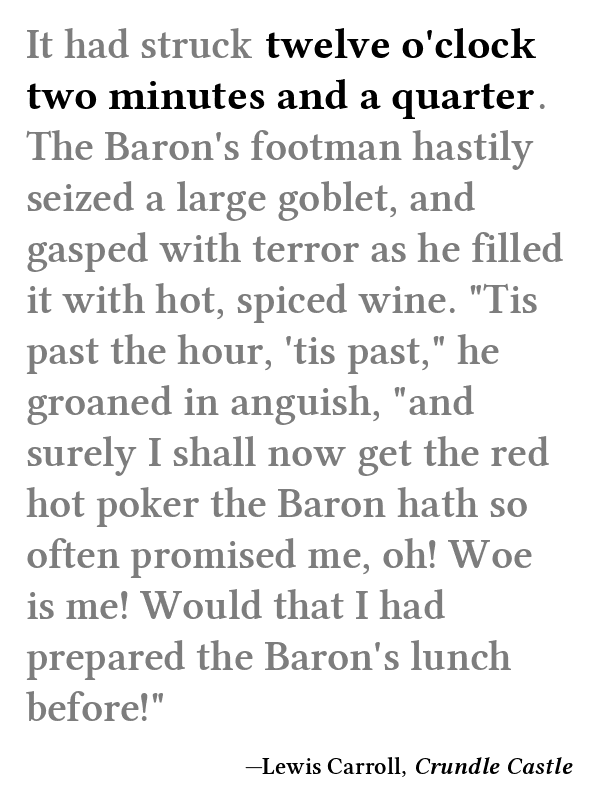 It had struck twelve o'clock
two minutes and a quarter.
The Baron's footman hastily
seized a large goblet, and
gasped with terror as he filled
it with hot, spiced wine. "Tis
past the hour, 'tis past," he
groaned in anguish, "and
surely I shall now get the red
hot poker the Baron hath so
often promised me, oh! Woe
is me! Would that I had
prepared the Baron's lunch
before!"
—Lewis Carroll, Crundle Castle